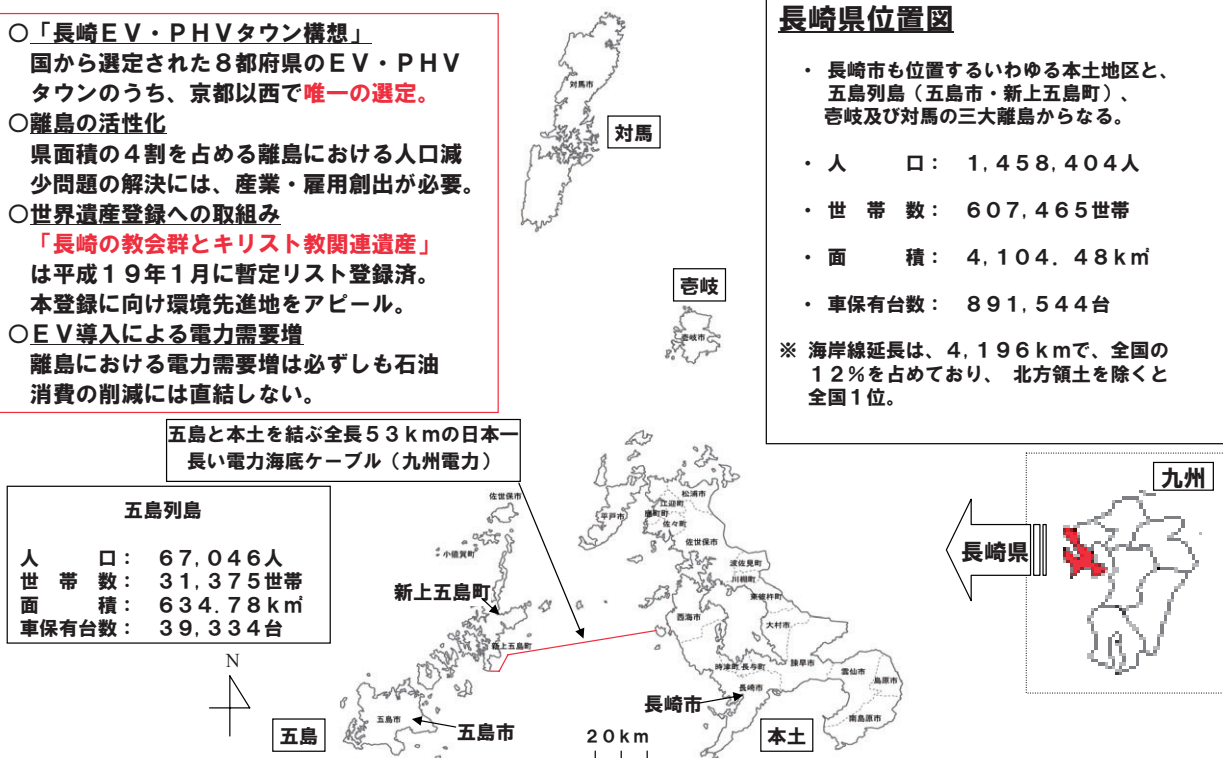 ○「長崎EV・PHVタウン構想」
国から選定された8都府県のEV・PHV
タウンのうち、京都以西で唯一の選定。
○離島の活性化
県面積の4割を占める離島における人口減
少問題の解決には、産業・雇用創出が必要。
○世界遺産登録への取組み
「長崎の教会群とキリスト教関連遺産」
は平成19年1月に暫定リスト登録済。
本登録に向け環境先進地をアピール。
○EV導入による電力需要増
離島における電力需要増は必ずしも石油
消費の削減には直結しない。
長崎県位置図
・ 長崎市も位置するいわゆる本土地区と、
五島列島（五島市・新上五島町）、
壱岐及び対馬の三大離島からなる。
・ 人口： 1,458,404人
・ 世帯数： 607,465世帯
・ 面積： 4,104.48k㎡
・ 車保有台数： 891,544台
※ 海岸線延長は、4,196kmで、全国の
12%を占めており、 北方領土を除くと
全国1位。
対馬市
対馬
壱岐
壱岐市
五島と本土を結ぶ全長53kmの日本一
長い電力海底ケーブル（九州電力）
五島列島
人口： 67,046人
世帯数： 31,375世帯
面積： 634.78k㎡
車保有台数： 39,334台
N
佐世保市
小値賀町
新上五島町
新上五島町
五島市
五島市
五島
平戸市
松浦市
江迎町
鹿町町
佐々町
佐世保市
波佐見町
川棚町
東彼杵町
西海市
大村市
時津町
長与町
諫早市
長崎市
長崎市
雲仙市
島原市
南島原市
20km
本土
九州
長崎県